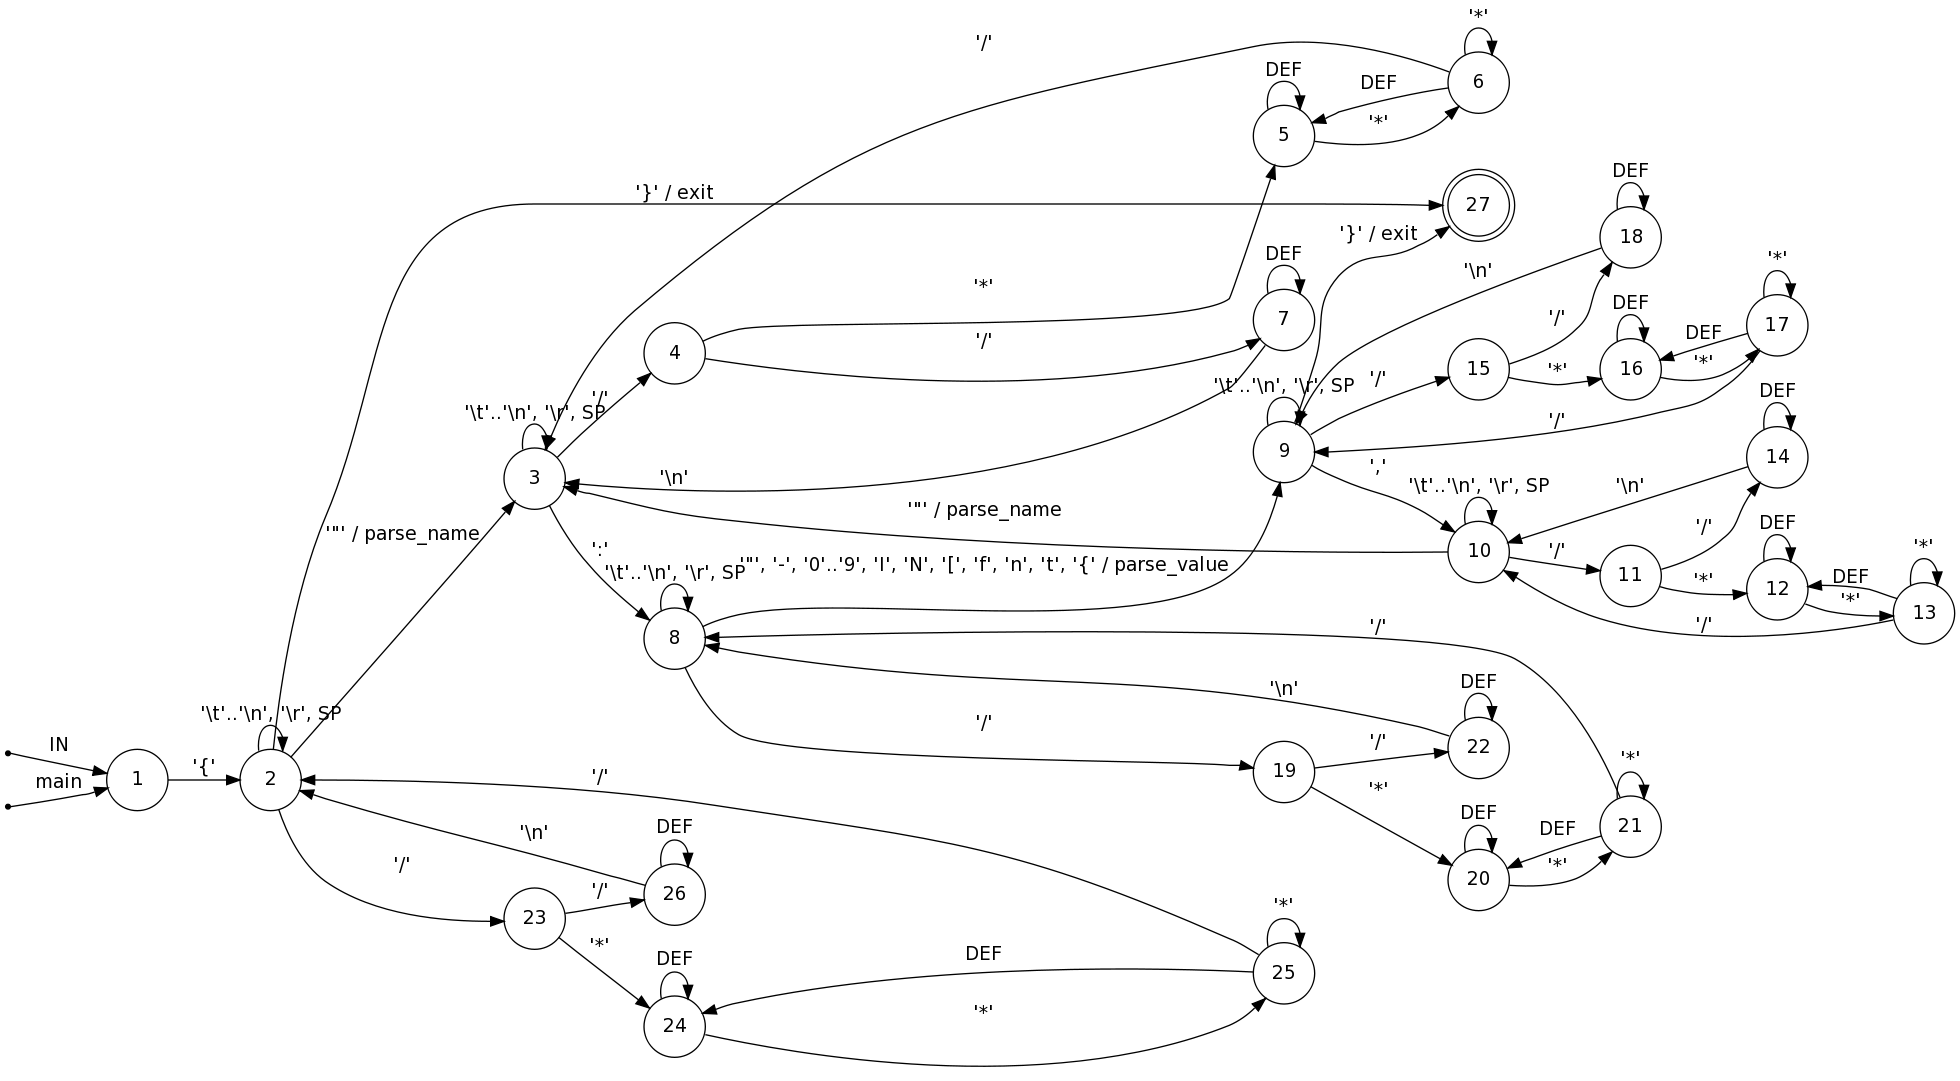 '*'
'/'
6
DEF
DEF
5
'*'
'}' / exit
27
'}' / exit
DEF
18
DEF
7
'\n'
'*'
'*'
17
'/'
4
'/'
DEF
15
'/'
'*'
16
DEF
'*'
'/'
'\t'..'\n', '\r', SP
'\t'..'\n', '\r', SP
'/'
9
'/'
DEF
14
3
'\n'
','
'\t'..'\n', '\r', SP
'\n'
'"' / parse_name
'"' / parse_name
10
'/'
11
'/'
'*'
DEF
12
DEF
'*'
'*'
13
'/'
':'
'\t'..'\n', '\r', SP
'"', '-', '0'..'9', 'I', 'N', '[', 'f', 'n', 't', '{' / parse_value
8
'/'
'\n'
DEF
22
'/'
'/'
19
'*'
'*'
21
DEF
'*'
DEF
20
IN
main
1
'{'
'\t'..'\n', '\r', SP
2
'/'
'\n'
DEF
26
'/'
'/'
23
'*'
DEF
24
DEF
'*'
'*'
25